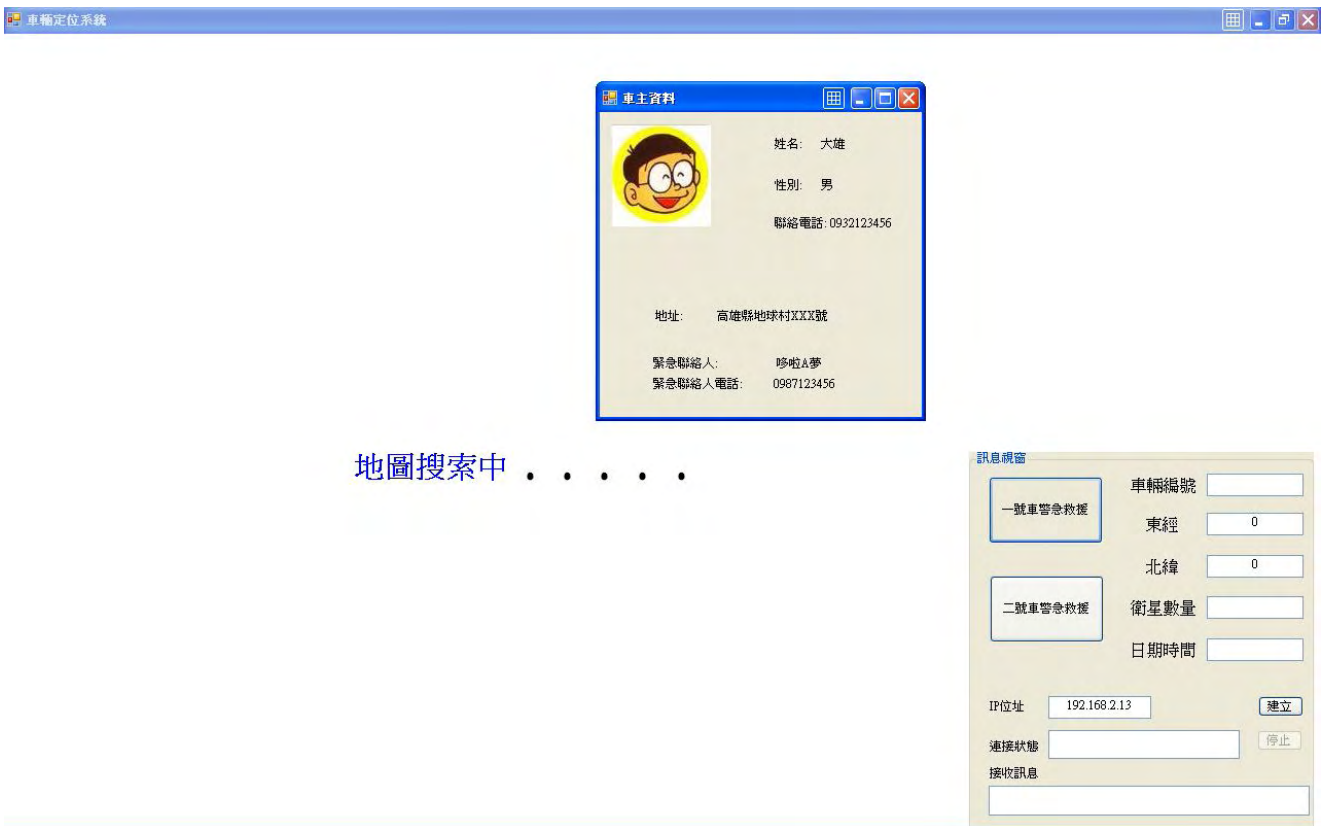 車輛定位系統
車主資料
姓名: 大雄
性別: 男
聯絡電話: 0932123456
地址: 高雄縣地球村XXX號
緊急聯絡人: 哆啦A夢
緊急聯絡人電話: 0987123456
地圖搜索中 . . . . .
訊息視窗
一號車警急救援
車輛編號
東經 0
北緯 0
二號車警急救援
衛星數量
日期時間
IP位址 192.168.2.13 建立
連接狀態 停止
接收訊息